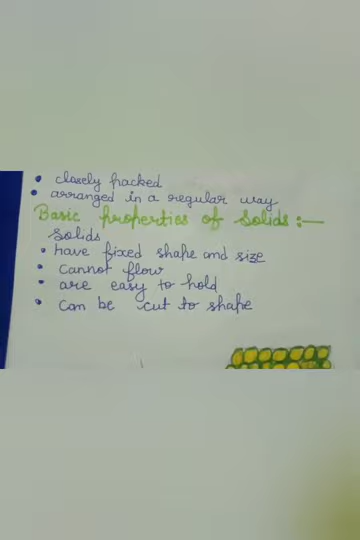 • closely packed
• arranged in a regular way
Basic properties of Solids :—
Solids
• have fixed shape and size
• cannot flow
• are easy to hold
• can be cut to shape